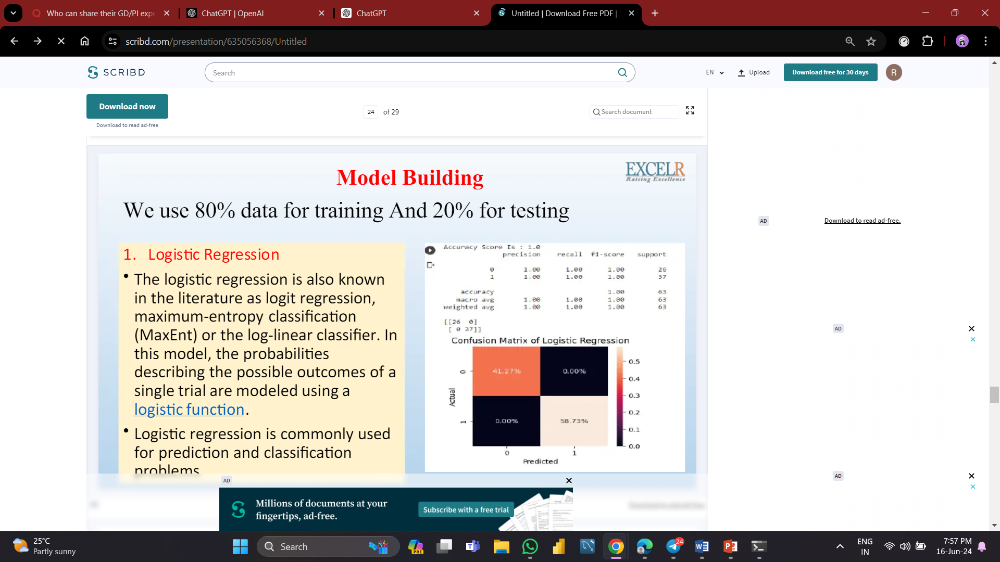 Who can share their GD/PI expe
ChatGPT | OpenAI
ChatGPT
Untitled | Download Free PDF |
scribd.com/presentation/635056368/Untitled
SCRIBD
Search
EN
Upload
Download free for 30 days
R
Download now
Download to read ad-free
24 of 29
Search document
Model Building
EXCELR
Raising Excellence
We use 80% data for training And 20% for testing
1. Logistic Regression
• The logistic regression is also known
in the literature as logit regression,
maximum-entropy classification
(MaxEnt) or the log-linear classifier. In
this model, the probabilities
describing the possible outcomes of a
single trial are modeled using a
logistic function.
• Logistic regression is commonly used
for prediction and classification
problems
Accuracy Score Is : 1.0
precision recall f1-score support
0 1.00 1.00 1.00 26
1 1.00 1.00 1.00 37
accuracy 1.00 63
macro avg 1.00 1.00 1.00 63
weighted avg 1.00 1.00 1.00 63
[[26 0]
[ 0 37]]
Confusion Matrix of Logistic Regression
41.27% 0.00%
0.00% 58.73%
0
1
Actual
0 1
Predicted
0.5
0.4
0.3
0.2
0.1
0.0
AD
Download to read ad-free.
AD
AD
AD
Millions of documents at your
fingertips, ad-free.
Subscribe with a free trial
25°C
Partly sunny
Search
PRE
24
ENG
IN
7:57 PM
16-Jun-24